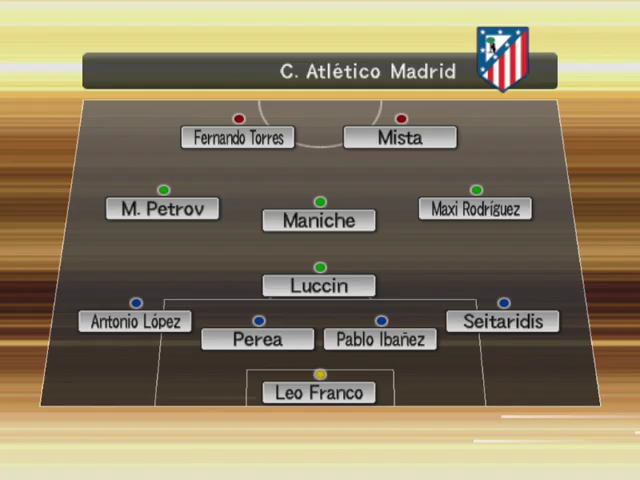 C. Atlético Madrid
Fernando Torres
Mista
M. Petrov
Maniche
Maxi Rodríguez
Luccin
Antonio López
Perea
Pablo Ibañez
Seitaridis
Leo Franco